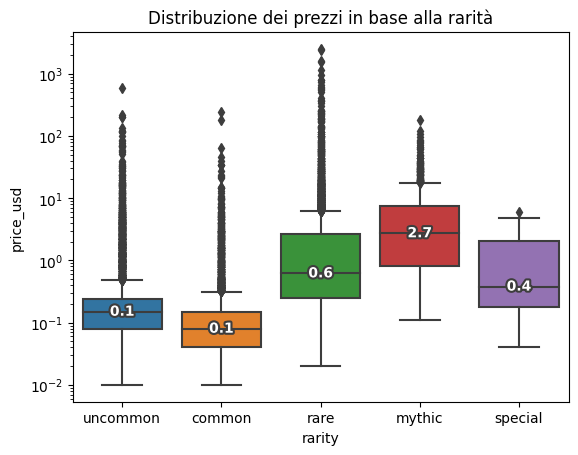 Distribuzione dei prezzi in base alla rarità
price_usd
10³
10²
10¹
10⁰
10⁻¹
10⁻²
0.1
0.1
0.6
2.7
0.4
uncommon
common
rare
mythic
special
rarity